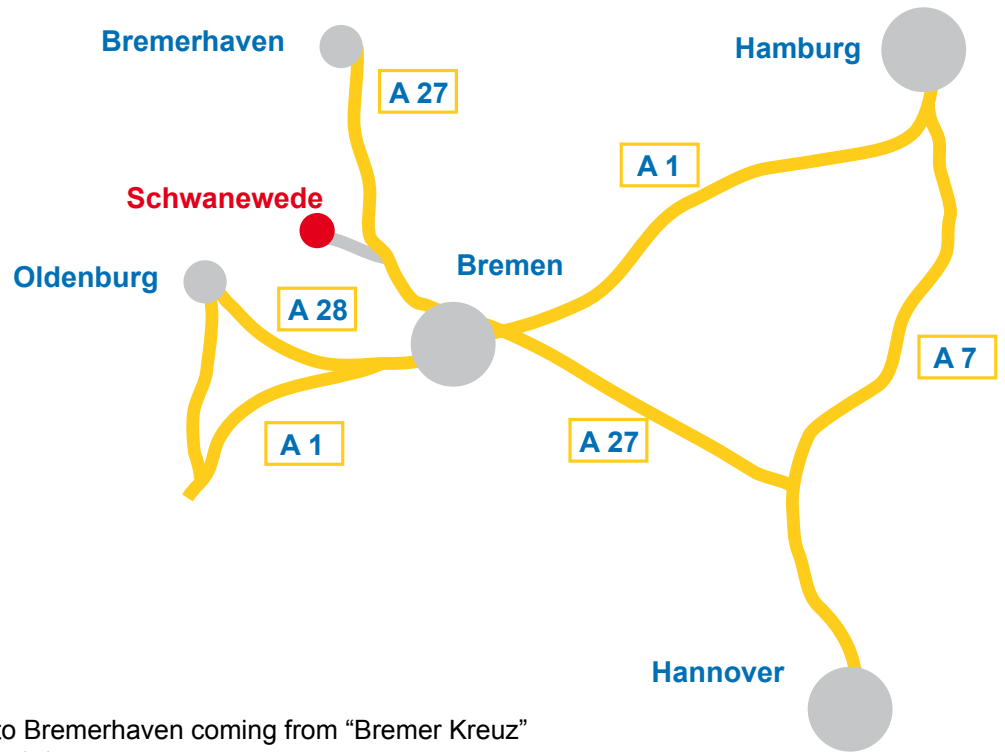 Bremerhaven
Hamburg
A 27
A 1
Schwanewede
Bremen
Oldenburg
A 28
A 7
A 1
A 27
Hannover
to Bremerhaven coming from “Bremer Kreuz”